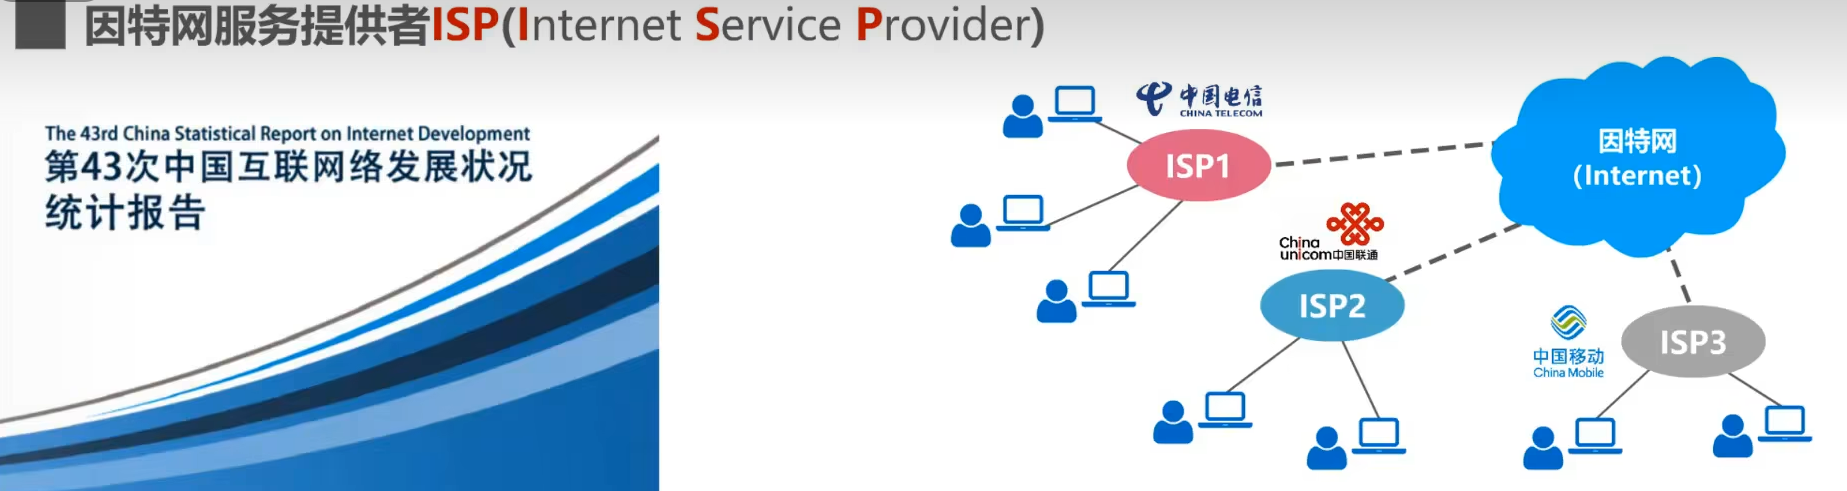 因特网服务提供者ISP(Internet Service Provider)
The 43rd China Statistical Report on Internet Development
第43次中国互联网络发展状况
统计报告
中国电信
CHINA TELECOM
ISP1
因特网
(Internet)
China
unicom中国联通
ISP2
中国移动
China Mobile
ISP3